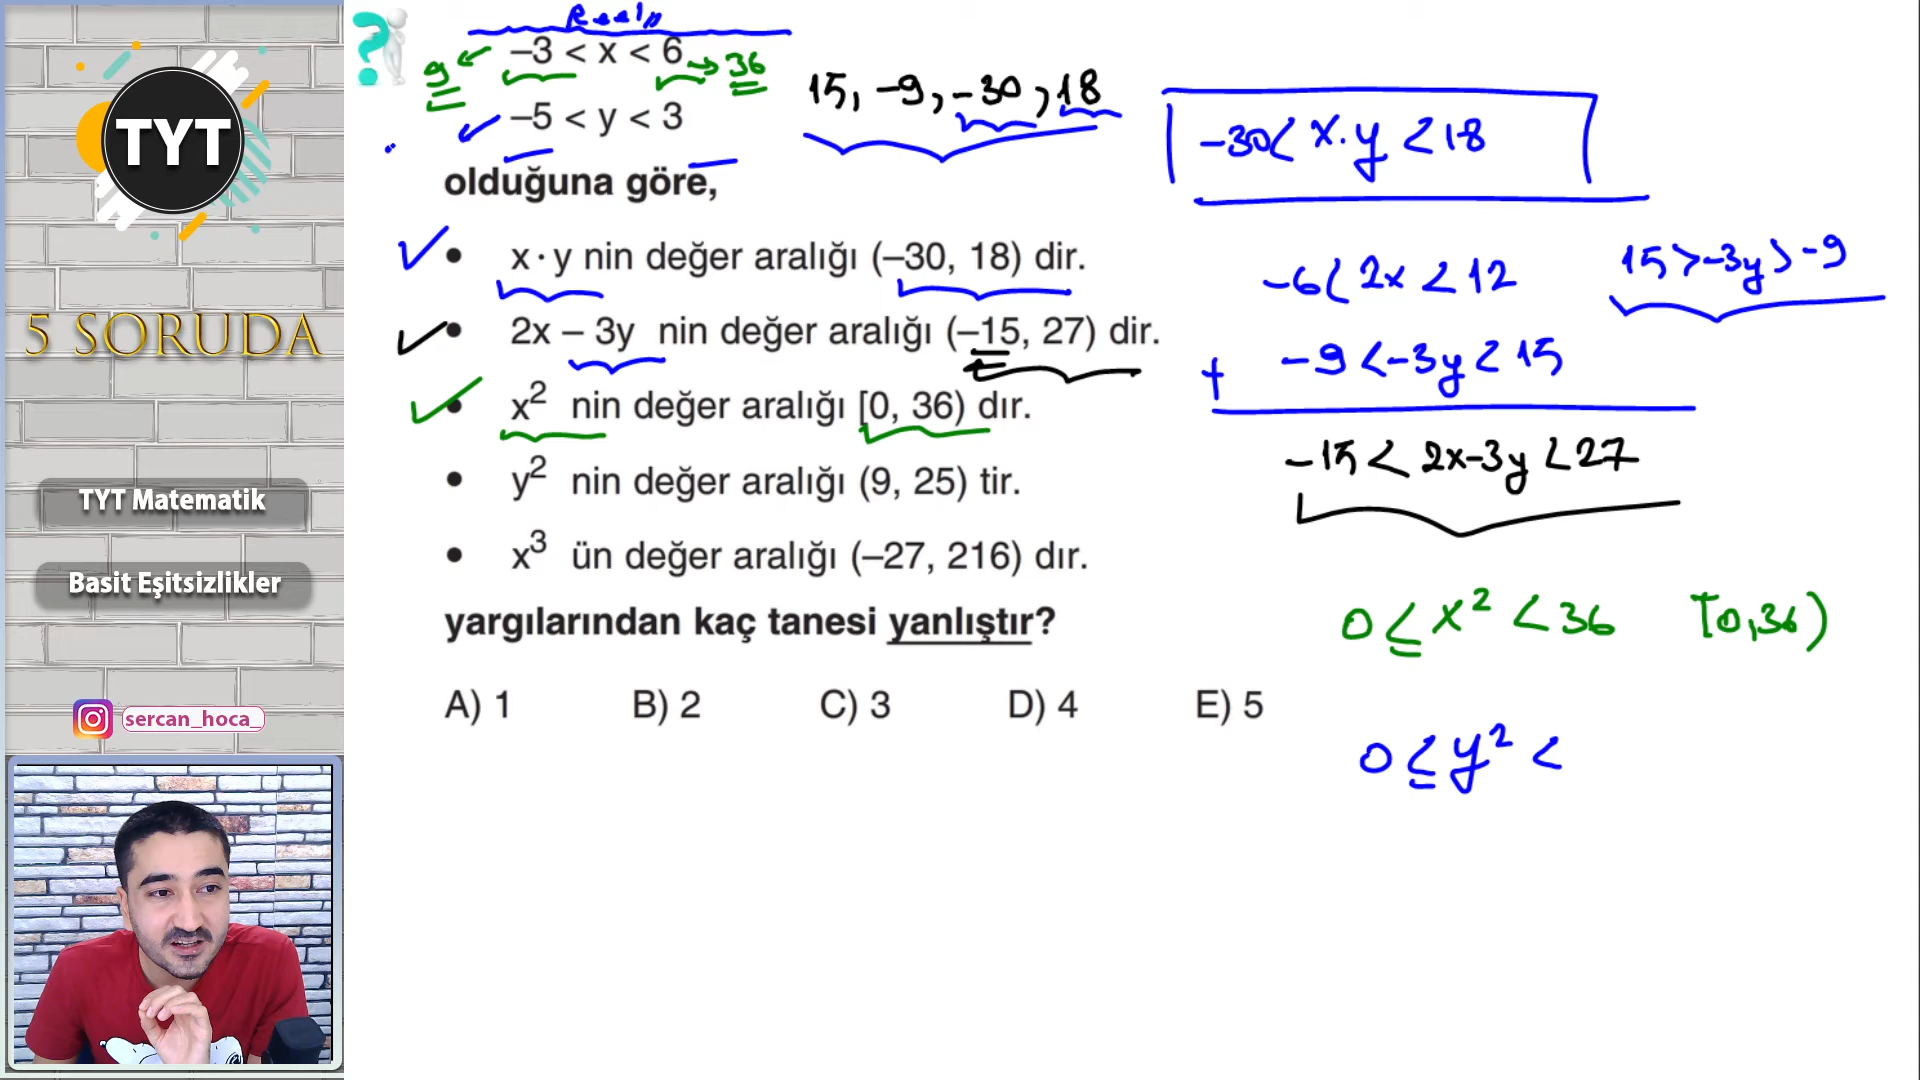 TYT
5 SORUDA
TYT Matematik
Basit Eşitsizlikler
sercan_hoca_
–3 < x < 6
9
36
–5 < y < 3
olduğuna göre,
• x · y nin değer aralığı (–30, 18) dir.
• 2x – 3y nin değer aralığı (–15, 27) dir.
• x² nin değer aralığı [0, 36) dır.
• y² nin değer aralığı (9, 25) tir.
• x³ ün değer aralığı (–27, 216) dır.
yargılarından kaç tanesi yanlıştır?
A) 1 B) 2 C) 3 D) 4 E) 5
15, -9, -30, 18
-30 < x.y < 18
-6 < 2x < 12
15 > -3y > -9
+ -9 < -3y < 15
-15 < 2x-3y < 27
0 ≤ x² < 36 [0,36)
0 ≤ y² <